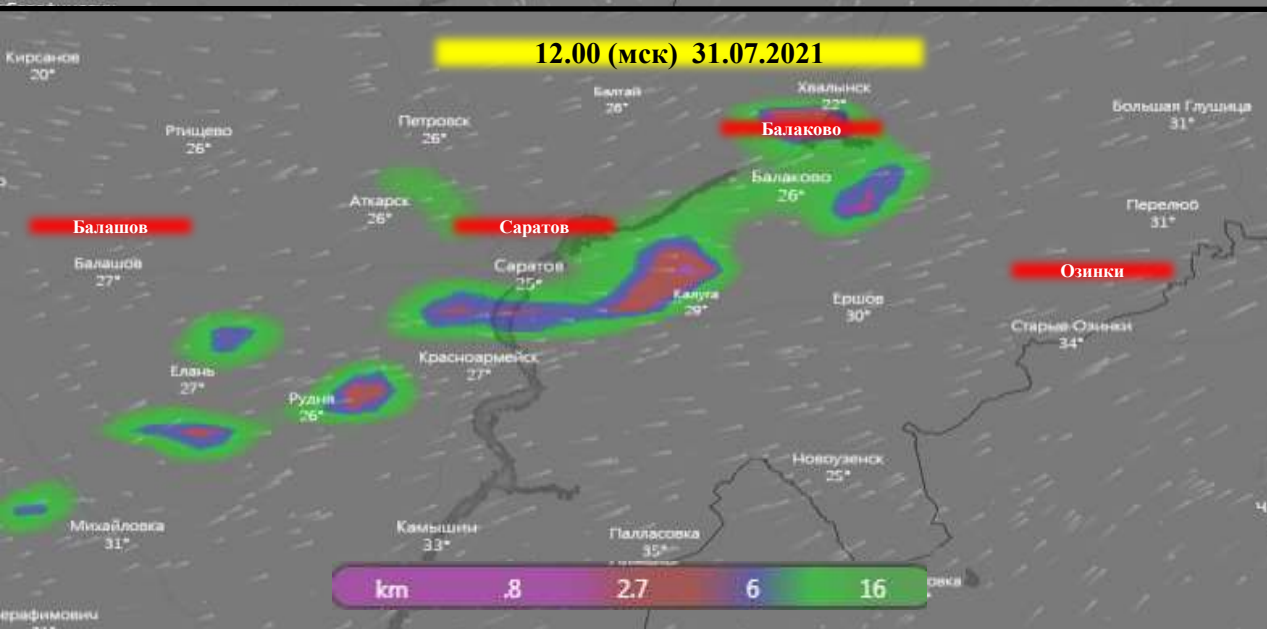 12.00 (мск) 31.07.2021
Кирсанов
20°
Балтай
26°
Хвалынск
22°
Большая Глушица
31°
Ртищево
26°
Петровск
26°
Балаково
Балаково
26°
Аткарск
26°
Перелюб
31°
Балашов
Саратов
Балашов
27°
Саратов
25°
Озинки
Калуга
29°
Ершов
30°
Старые Озинки
34°
Красноармейск
27°
Елань
27°
Рудня
26°
Новоузенск
25°
Михайловка
31°
Камышин
33°
Палласовка
35°
km .8 2.7 6 16
овка
ерафимович